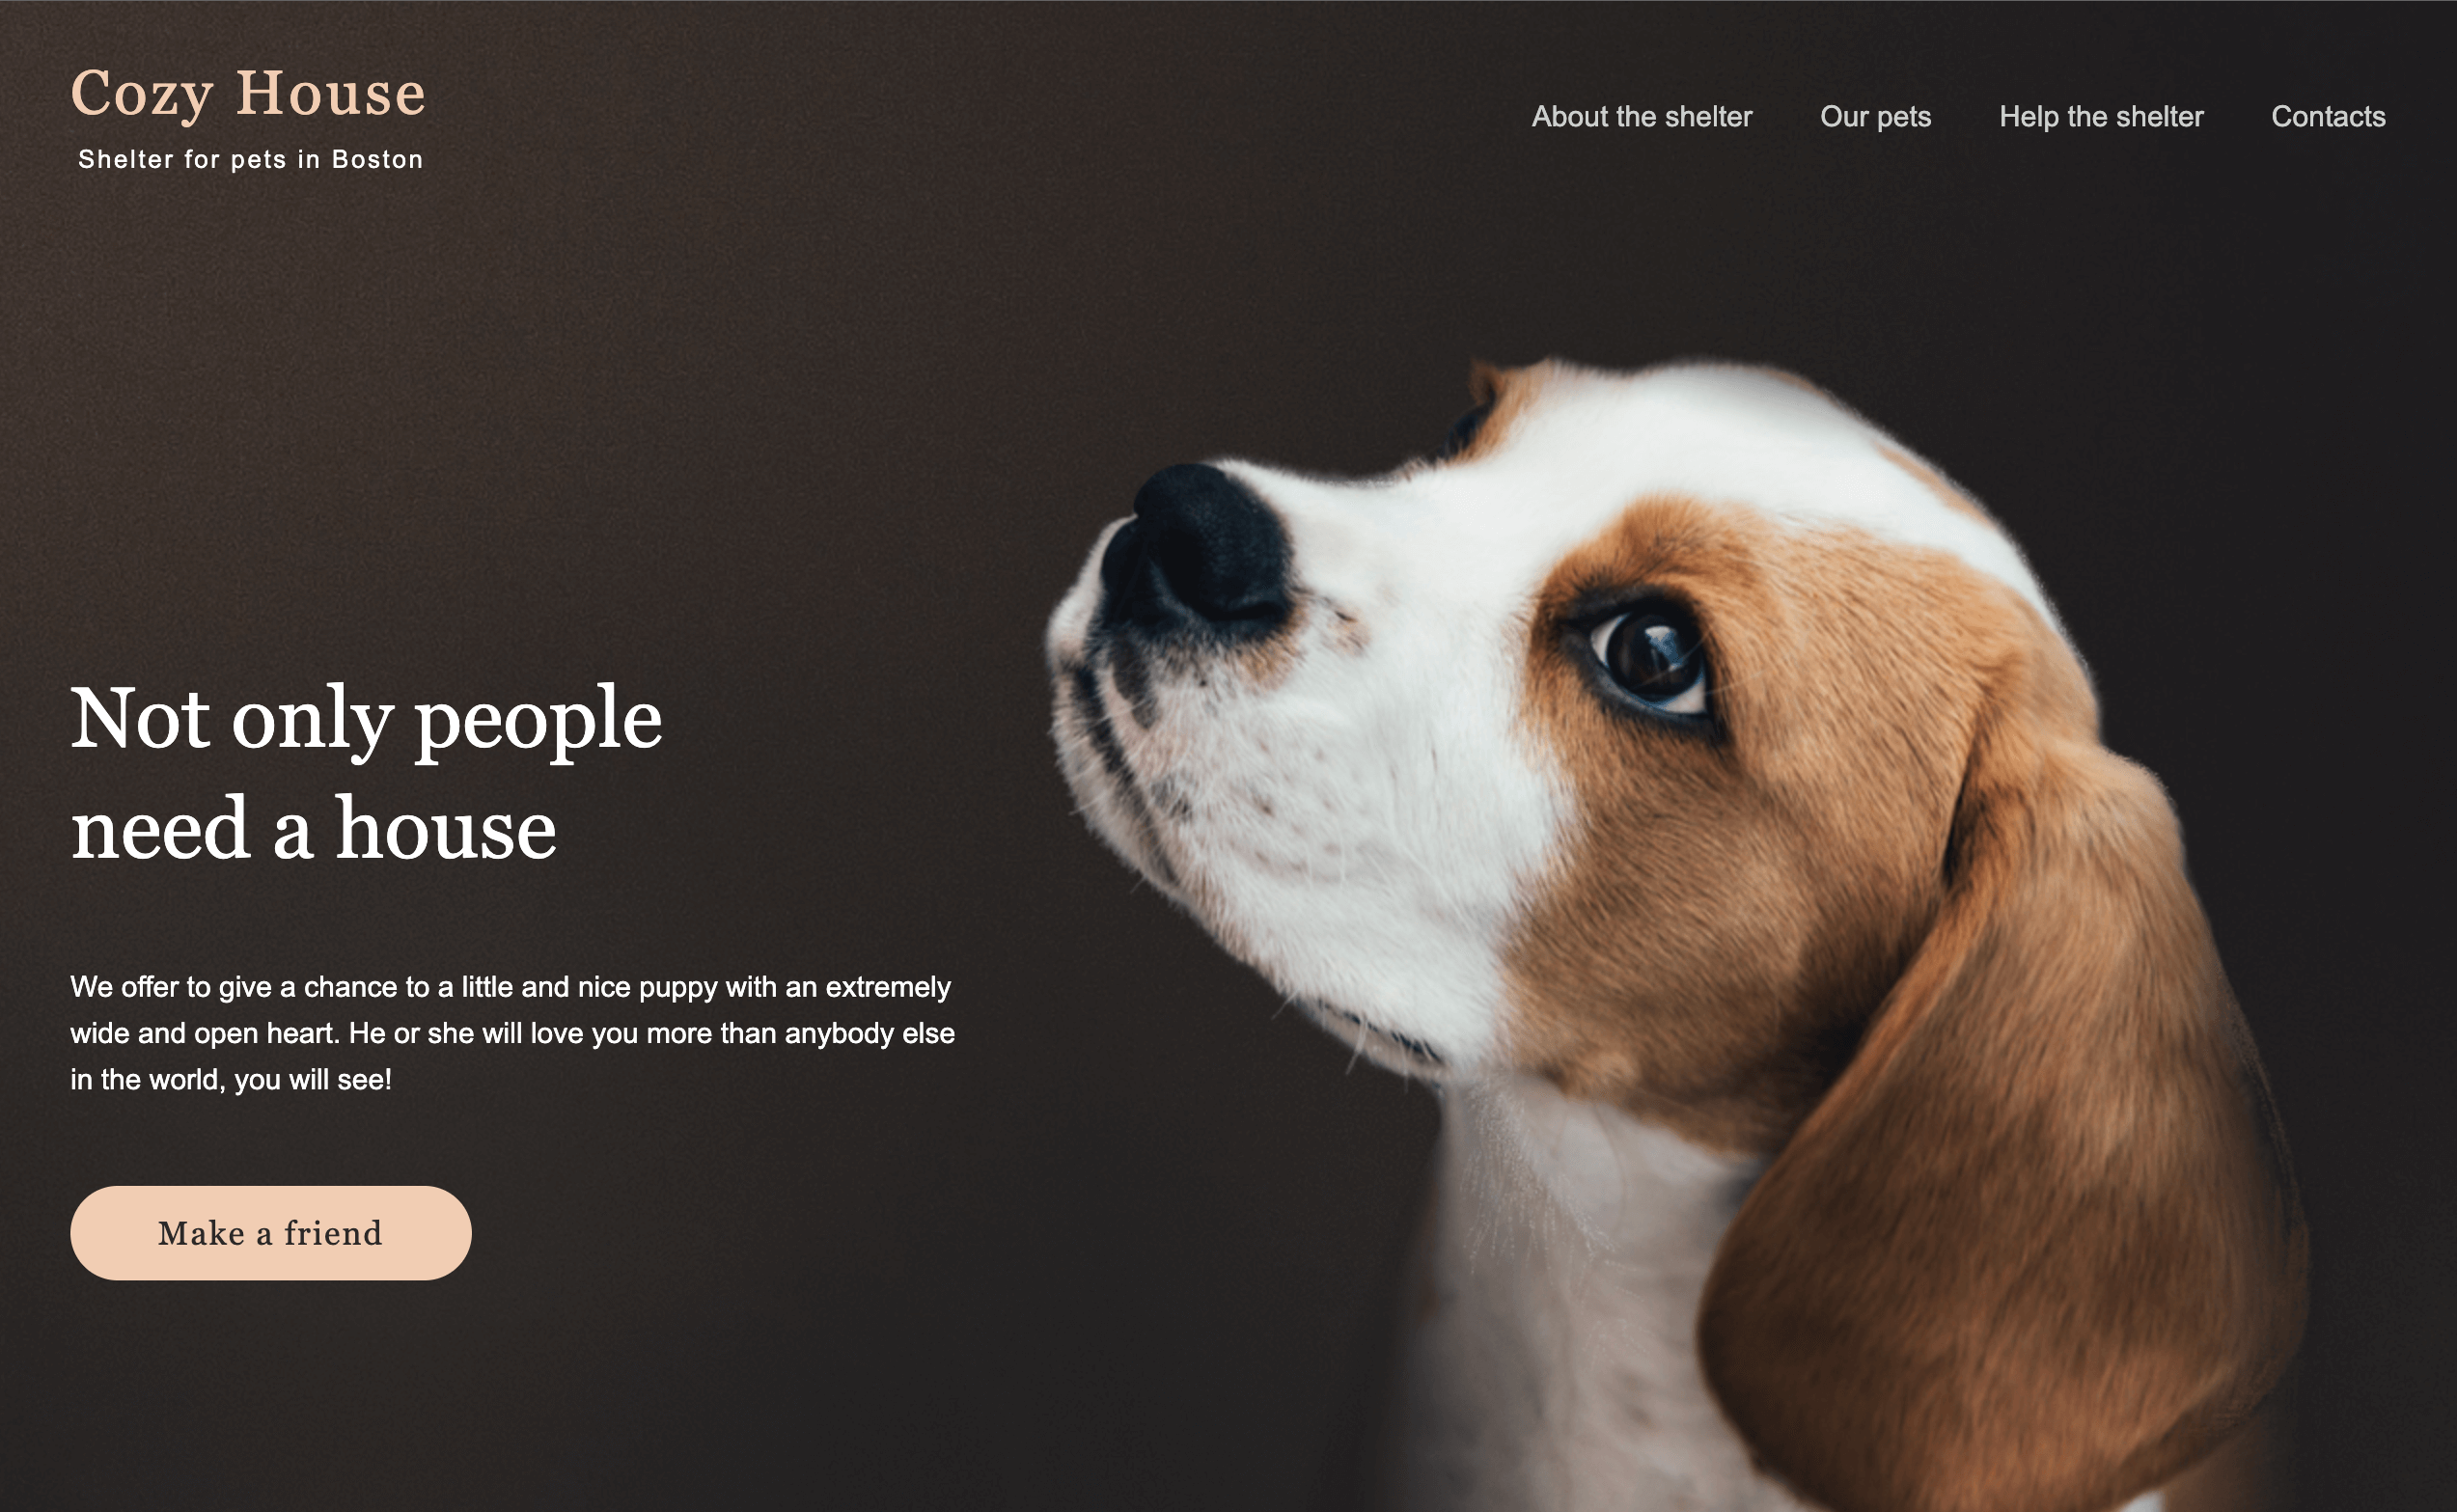 Cozy House
Shelter for pets in Boston
About the shelter
Our pets
Help the shelter
Contacts
Not only people
need a house
We offer to give a chance to a little and nice puppy with an extremely
wide and open heart. He or she will love you more than anybody else
in the world, you will see!
Make a friend